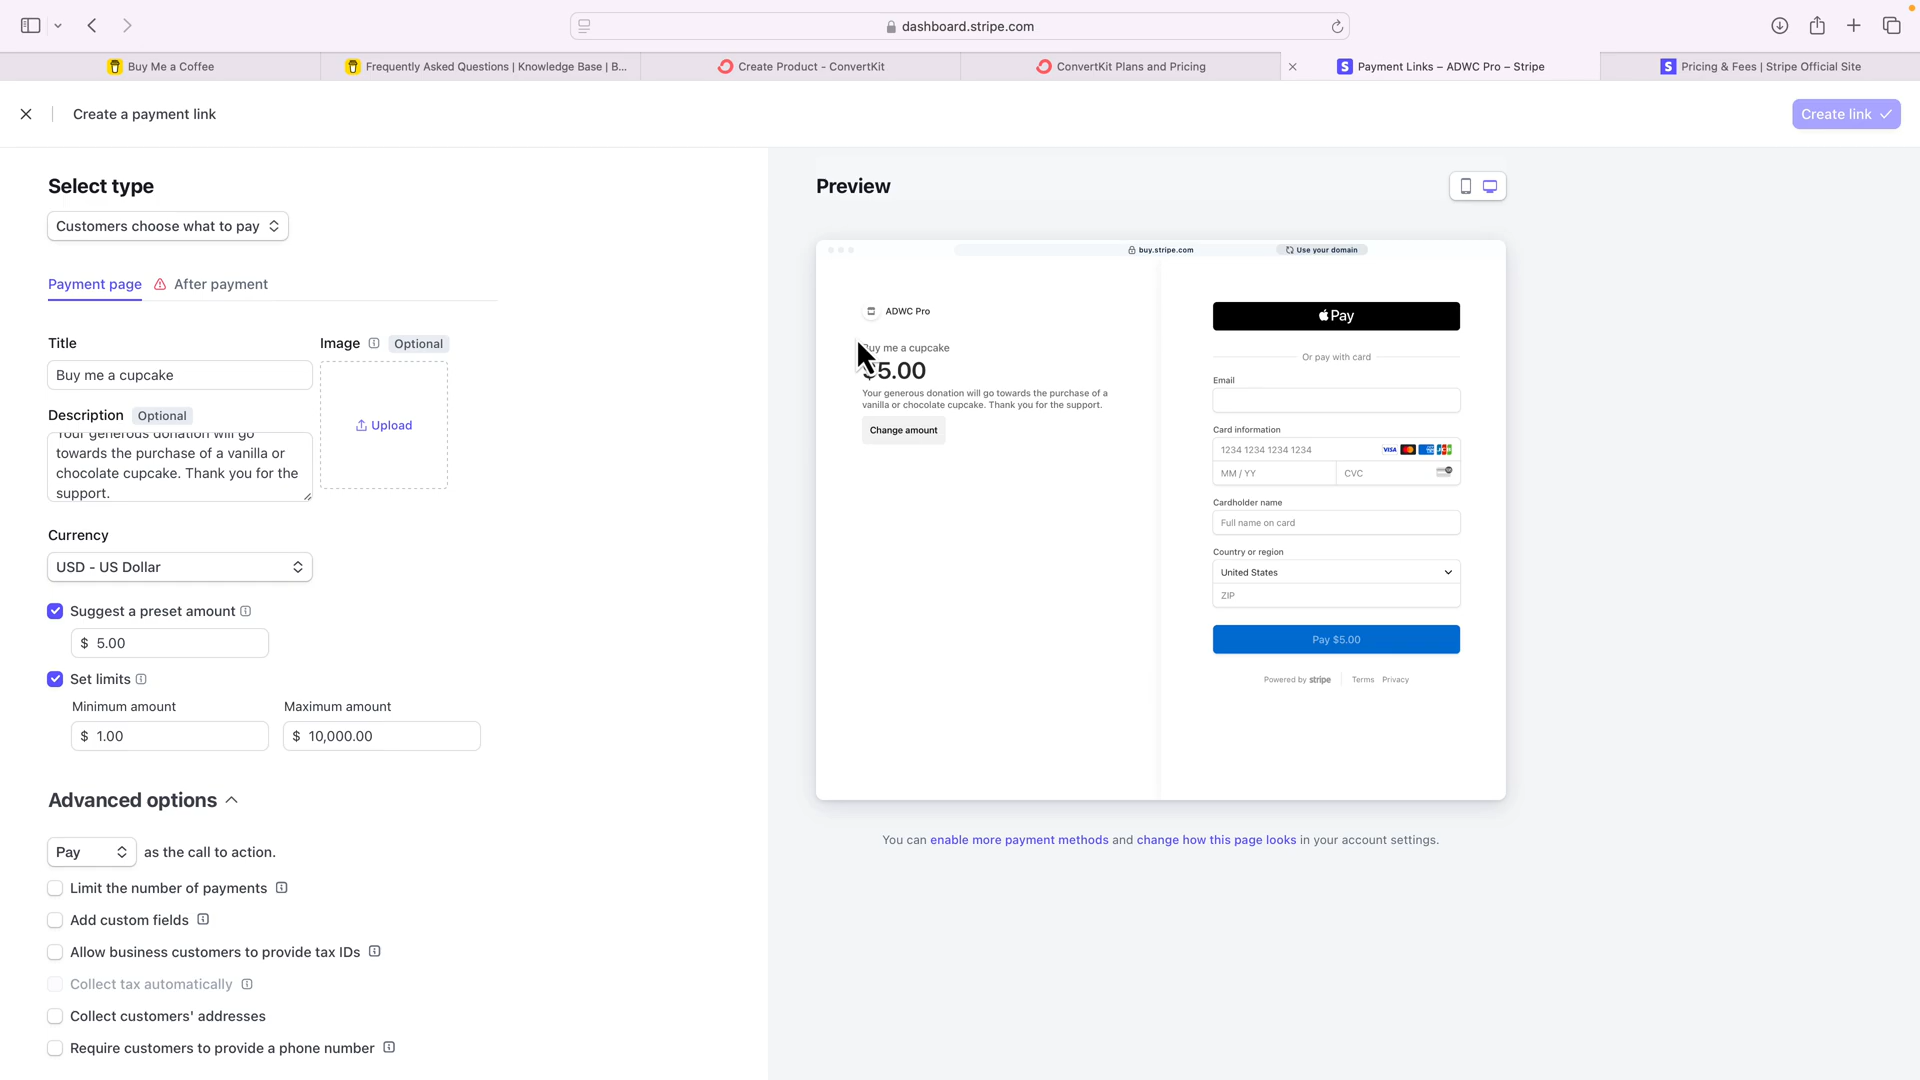 dashboard.stripe.com
Buy Me a Coffee
Frequently Asked Questions | Knowledge Base | B...
Create Product - ConvertKit
ConvertKit Plans and Pricing
Payment Links – ADWC Pro – Stripe
Pricing & Fees | Stripe Official Site
Create a payment link
Create link
Select type
Customers choose what to pay
Payment page
After payment
Title
Image
Optional
Buy me a cupcake
Description
Optional
Your generous donation will go
towards the purchase of a vanilla or
chocolate cupcake. Thank you for the
support.
Upload
Currency
USD - US Dollar
Suggest a preset amount
$ 5.00
Set limits
Minimum amount
Maximum amount
$ 1.00
$ 10,000.00
Advanced options
Pay
as the call to action.
Limit the number of payments
Add custom fields
Allow business customers to provide tax IDs
Collect tax automatically
Collect customers' addresses
Require customers to provide a phone number
Preview
buy.stripe.com
Use your domain
ADWC Pro
Buy me a cupcake
$5.00
Your generous donation will go towards the purchase of a
vanilla or chocolate cupcake. Thank you for the support.
Change amount
Pay
Or pay with card
Email
Card information
1234 1234 1234 1234
VISA
MM / YY
CVC
Cardholder name
Full name on card
Country or region
United States
ZIP
Pay $5.00
Powered by stripe
Terms
Privacy
You can enable more payment methods and change how this page looks in your account settings.